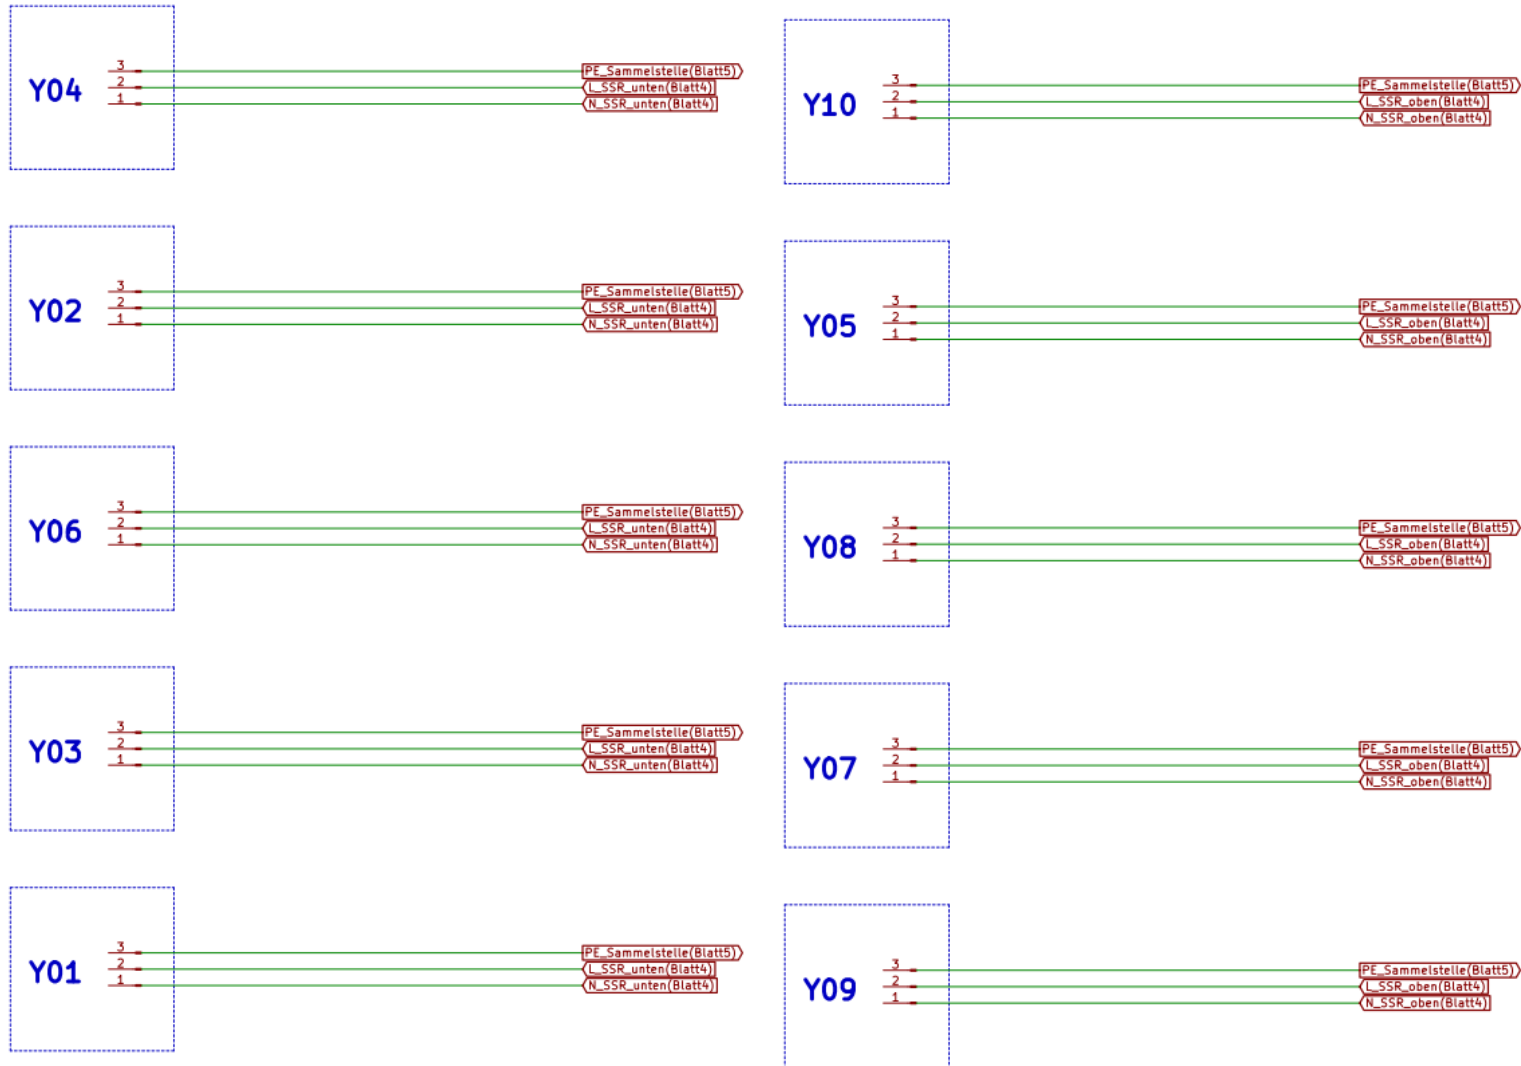 Y04
3 PE_Sammelstelle(Blatt5)
2 L_SSR_unten(Blatt4)
1 N_SSR_unten(Blatt4)
Y02
3 PE_Sammelstelle(Blatt5)
2 L_SSR_unten(Blatt4)
1 N_SSR_unten(Blatt4)
Y06
3 PE_Sammelstelle(Blatt5)
2 L_SSR_unten(Blatt4)
1 N_SSR_unten(Blatt4)
Y03
3 PE_Sammelstelle(Blatt5)
2 L_SSR_unten(Blatt4)
1 N_SSR_unten(Blatt4)
Y01
3 PE_Sammelstelle(Blatt5)
2 L_SSR_unten(Blatt4)
1 N_SSR_unten(Blatt4)
Y10
3 PE_Sammelstelle(Blatt5)
2 L_SSR_oben(Blatt4)
1 N_SSR_oben(Blatt4)
Y05
3 PE_Sammelstelle(Blatt5)
2 L_SSR_oben(Blatt4)
1 N_SSR_oben(Blatt4)
Y08
3 PE_Sammelstelle(Blatt5)
2 L_SSR_oben(Blatt4)
1 N_SSR_oben(Blatt4)
Y07
3 PE_Sammelstelle(Blatt5)
2 L_SSR_oben(Blatt4)
1 N_SSR_oben(Blatt4)
Y09
3 PE_Sammelstelle(Blatt5)
2 L_SSR_oben(Blatt4)
1 N_SSR_oben(Blatt4)